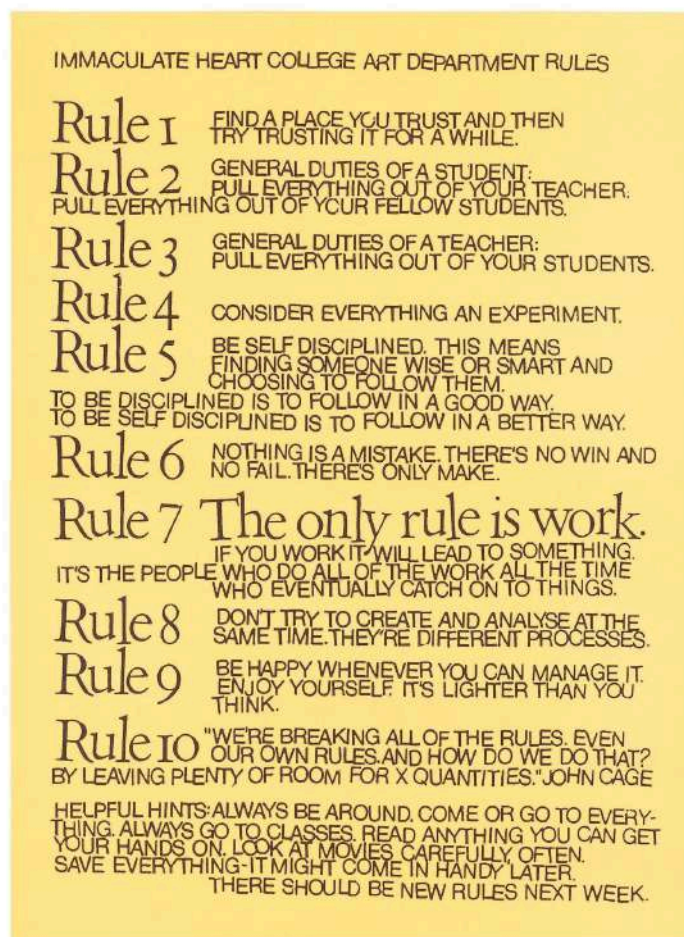 IMMACULATE HEART COLLEGE ART DEPARTMENT RULES
Rule 1 FIND A PLACE YOU TRUST AND THEN
TRY TRUSTING IT FOR A WHILE.
Rule 2 GENERAL DUTIES OF A STUDENT:
PULL EVERYTHING OUT OF YOUR TEACHER.
PULL EVERYTHING OUT OF YOUR FELLOW STUDENTS.
Rule 3 GENERAL DUTIES OF A TEACHER:
PULL EVERYTHING OUT OF YOUR STUDENTS.
Rule 4 CONSIDER EVERYTHING AN EXPERIMENT.
Rule 5 BE SELF DISCIPLINED. THIS MEANS
FINDING SOMEONE WISE OR SMART AND
CHOOSING TO FOLLOW THEM.
TO BE DISCIPLINED IS TO FOLLOW IN A GOOD WAY.
TO BE SELF DISCIPLINED IS TO FOLLOW IN A BETTER WAY.
Rule 6 NOTHING IS A MISTAKE. THERE'S NO WIN AND
NO FAIL. THERE'S ONLY MAKE.
Rule 7 The only rule is work.
IF YOU WORK IT WILL LEAD TO SOMETHING.
IT'S THE PEOPLE WHO DO ALL OF THE WORK ALL THE TIME
WHO EVENTUALLY CATCH ON TO THINGS.
Rule 8 DON'T TRY TO CREATE AND ANALYSE AT THE
SAME TIME. THEY'RE DIFFERENT PROCESSES.
Rule 9 BE HAPPY WHENEVER YOU CAN MANAGE IT.
ENJOY YOURSELF. IT'S LIGHTER THAN YOU
THINK.
Rule 10 "WE'RE BREAKING ALL OF THE RULES. EVEN
OUR OWN RULES. AND HOW DO WE DO THAT?
BY LEAVING PLENTY OF ROOM FOR X QUANTITIES." JOHN CAGE
HELPFUL HINTS: ALWAYS BE AROUND. COME OR GO TO EVERY-
THING. ALWAYS GO TO CLASSES. READ ANYTHING YOU CAN GET
YOUR HANDS ON. LOOK AT MOVIES CAREFULLY, OFTEN.
SAVE EVERYTHING-IT MIGHT COME IN HANDY LATER.
THERE SHOULD BE NEW RULES NEXT WEEK.